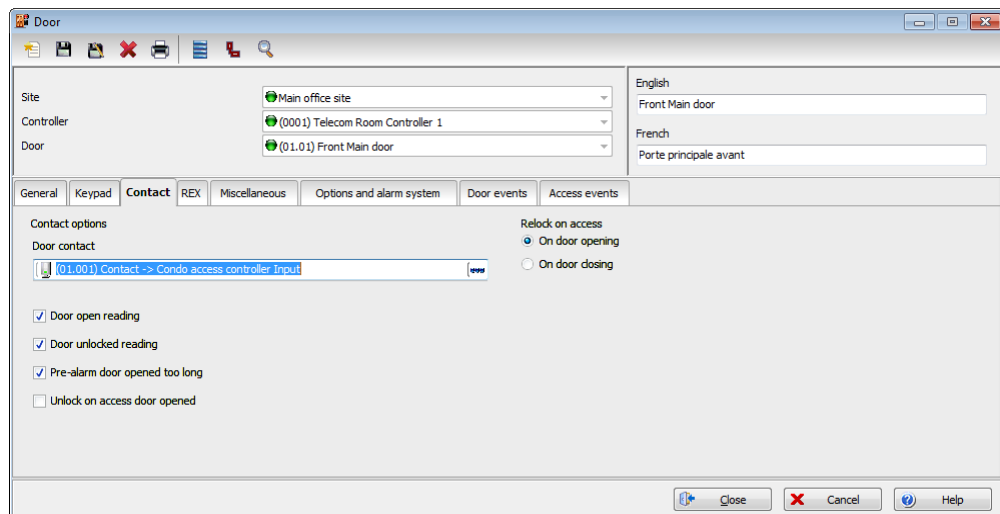 Door
Site
Main office site
Controller
(0001) Telecom Room Controller 1
Door
(01.01) Front Main door
English
Front Main door
French
Porte principale avant
General Keypad Contact REX Miscellaneous Options and alarm system Door events Access events
Contact options
Door contact
(01.001) Contact -> Condo access controller Input
Door open reading
Door unlocked reading
Pre-alarm door opened too long
Unlock on access door opened
Relock on access
On door opening
On door closing
Close Cancel Help